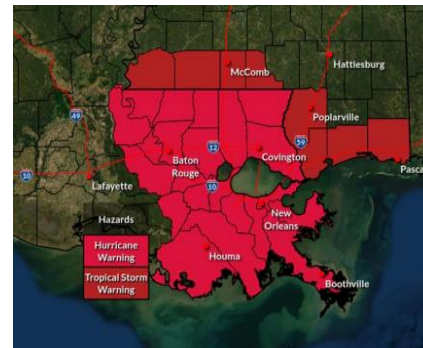 McComb
Hattiesburg
49
Poplarville
59
12
Baton
Rouge
Covington
10
Lafayette
10
Pasca
New
Orleans
Hazards
Hurricane
Warning
Houma
Tropical Storm
Warning
Boothville